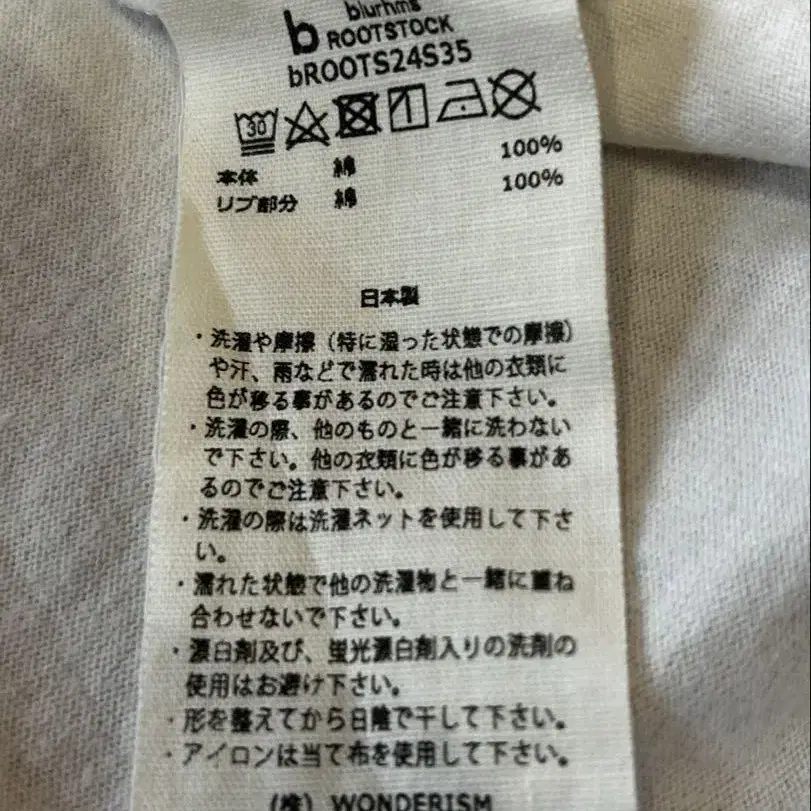 b blurhms
ROOTSTOCK
bROOTS24S35
30
本体 綿 100%
リブ部分 綿 100%
日本製
・洗濯や摩擦（特に湿った状態での摩擦）
や汗、雨などで濡れた時は他の衣類に
色が移る事があるのでご注意下さい。
・洗濯の際、他のものと一緒に洗わない
で下さい。他の衣類に色が移る事があ
るのでご注意下さい。
・洗濯の際は洗濯ネットを使用して下さ
い。
・濡れた状態で他の洗濯物と一緒に重ね
合わせないで下さい。
・漂白剤及び、蛍光漂白剤入りの洗剤の
使用はお避け下さい。
・形を整えてから日陰で干して下さい。
・アイロンは当て布を使用して下さい。
(株) WONDERISM